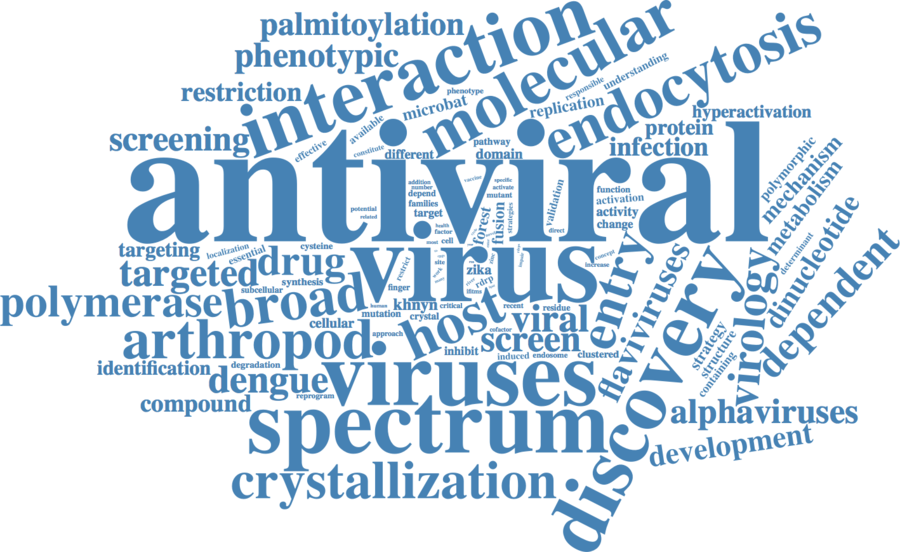 palmitoylation
phenotypic
interaction
molecular
endocytosis
restriction
microbat
phenotype
replication
responsible
understanding
hyperactivation
screening
effective
available
constitute
different
pathway
domain
protein
infection
antiviral
polymorphic
mechanism
metabolism
addition
number
depend
families
target
vaccine
specific
activate
mutant
forest
fusion
strategies
validation
direct
function
activation
activity
change
potential
related
health
factor
cell
targeting
localization
essential
cysteine
virus
determinant
dinucleotide
targeted
drug
synthesis
subcellular
restrict
finger
site
zika
rdrp
concept
increase
entry
flaviviruses
discovery
virology
dependent
polymerase
broad
human
mutation
khnyn
critical
crystal
recent
residue
cellular
host
viral
arthropod
approach
cofactor
screen
inhibit
induced
endosome
clustered
strategy
structure
containing
identification
degradation
dengue
reprogram
viruses
compound
spectrum
alphaviruses
development
crystallization